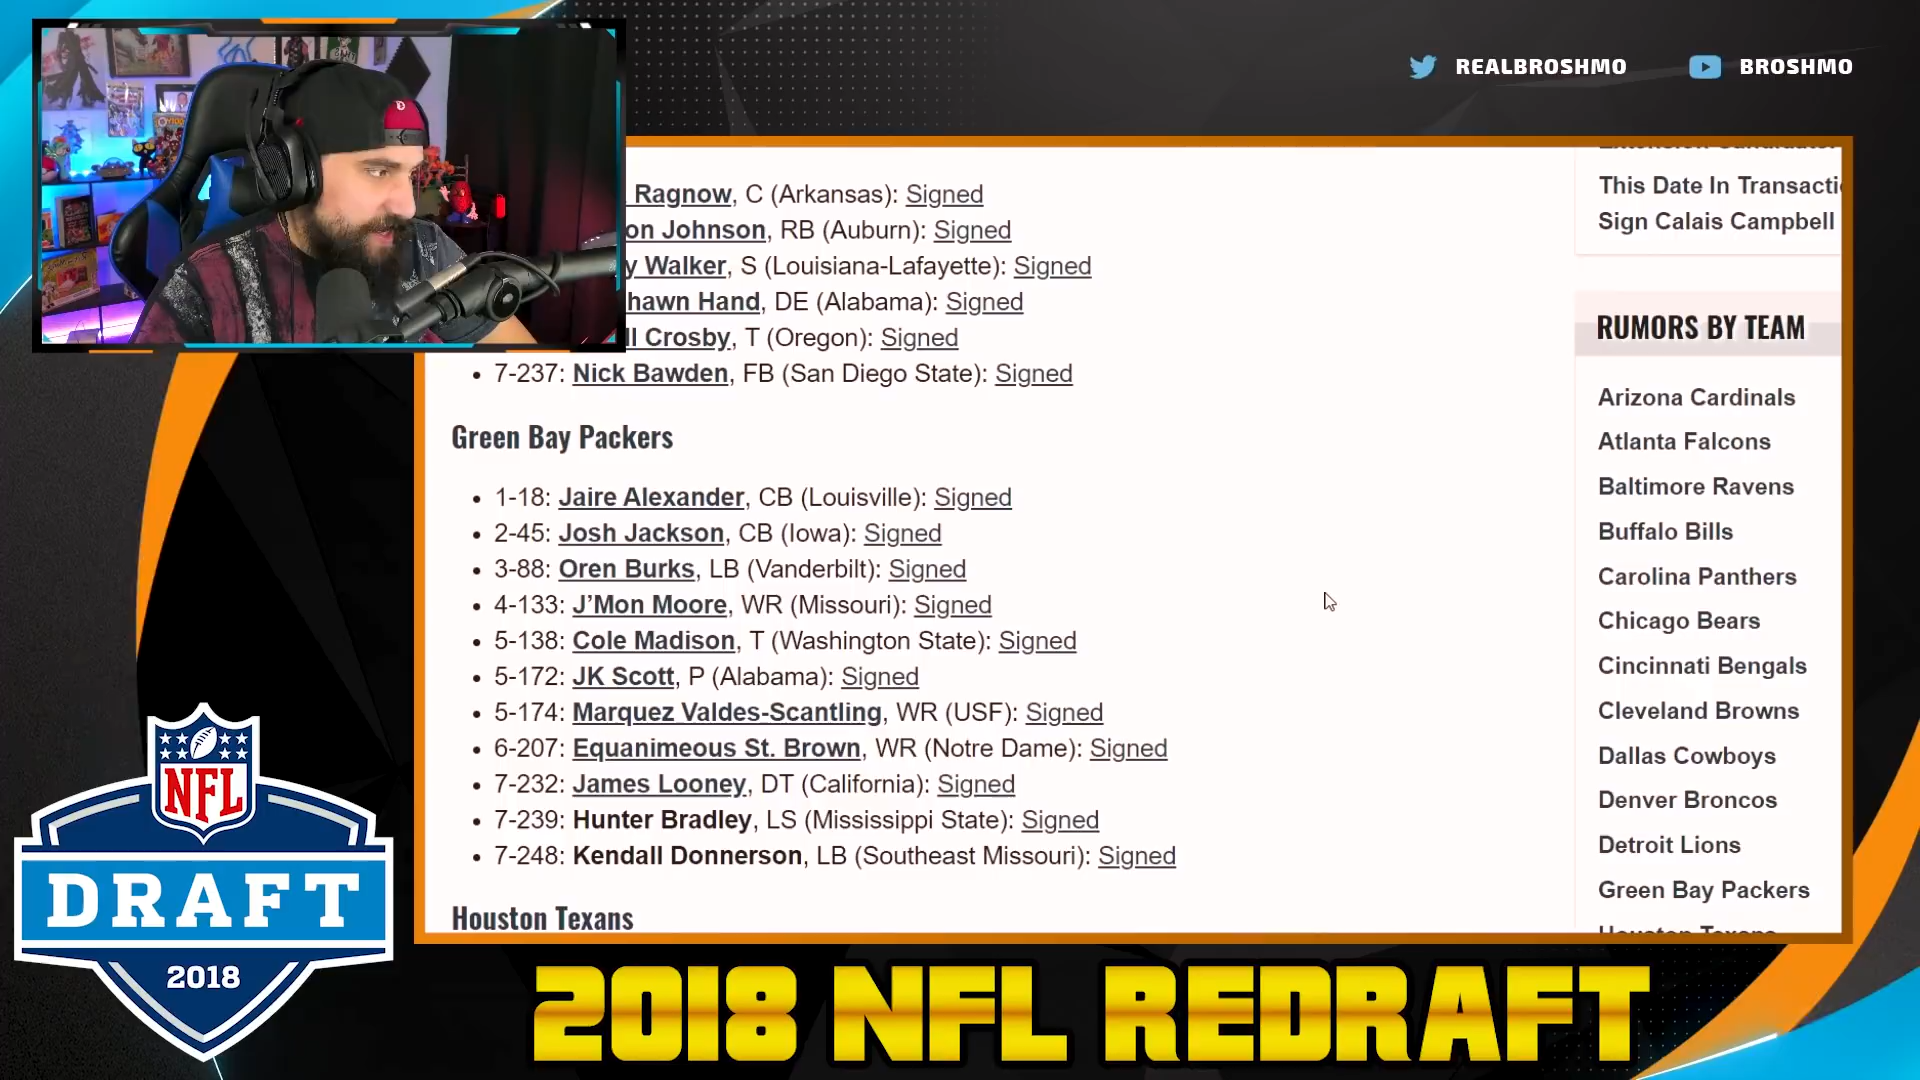 REALBROSHMO
BROSHMO
Ragnow, C (Arkansas): Signed
on Johnson, RB (Auburn): Signed
y Walker, S (Louisiana-Lafayette): Signed
hawn Hand, DE (Alabama): Signed
ll Crosby, T (Oregon): Signed
• 7-237: Nick Bawden, FB (San Diego State): Signed
Green Bay Packers
• 1-18: Jaire Alexander, CB (Louisville): Signed
• 2-45: Josh Jackson, CB (Iowa): Signed
• 3-88: Oren Burks, LB (Vanderbilt): Signed
• 4-133: J’Mon Moore, WR (Missouri): Signed
• 5-138: Cole Madison, T (Washington State): Signed
• 5-172: JK Scott, P (Alabama): Signed
• 5-174: Marquez Valdes-Scantling, WR (USF): Signed
• 6-207: Equanimeous St. Brown, WR (Notre Dame): Signed
• 7-232: James Looney, DT (California): Signed
• 7-239: Hunter Bradley, LS (Mississippi State): Signed
• 7-248: Kendall Donnerson, LB (Southeast Missouri): Signed
Houston Texans
This Date In Transacti
Sign Calais Campbell
RUMORS BY TEAM
Arizona Cardinals
Atlanta Falcons
Baltimore Ravens
Buffalo Bills
Carolina Panthers
Chicago Bears
Cincinnati Bengals
Cleveland Browns
Dallas Cowboys
Denver Broncos
Detroit Lions
Green Bay Packers
Houston Texans
NFL
DRAFT
2018
2018 NFL REDRAFT